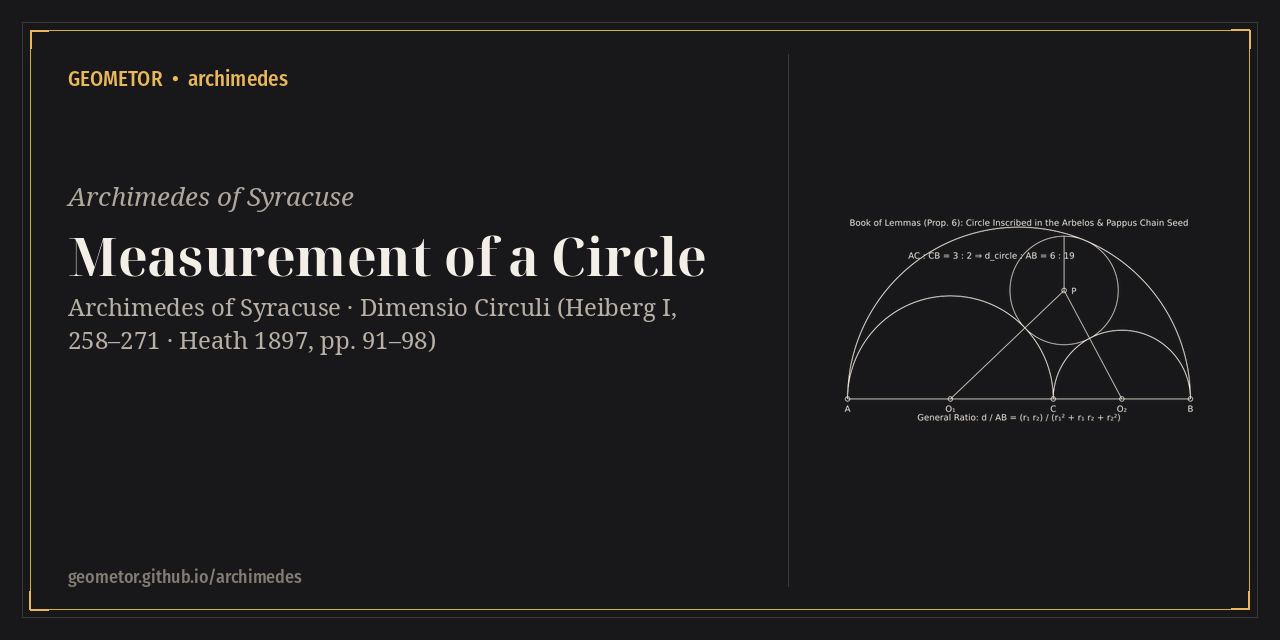 GEOMETOR • archimedes
Archimedes of Syracuse
Measurement of a Circle
Archimedes of Syracuse · Dimensio Circuli (Heiberg I,
258–271 · Heath 1897, pp. 91–98)
geometor.github.io/archimedes
Book of Lemmas (Prop. 6): Circle Inscribed in the Arbelos & Pappus Chain Seed
AC : CB = 3 : 2 ⇒ d_circle : AB = 6 : 19
P
A O₁ C O₂ B
General Ratio: d / AB = (r₁ r₂) / (r₁² + r₁ r₂ + r₂²)